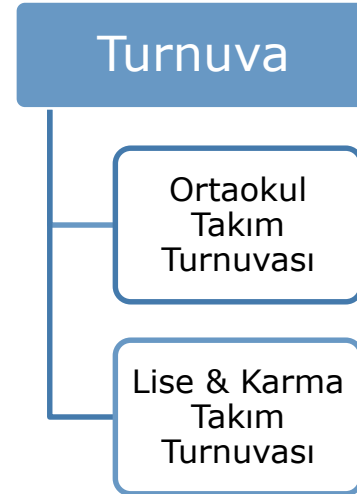 Turnuva
Ortaokul
Takım
Turnuvası
Lise & Karma
Takım
Turnuvası